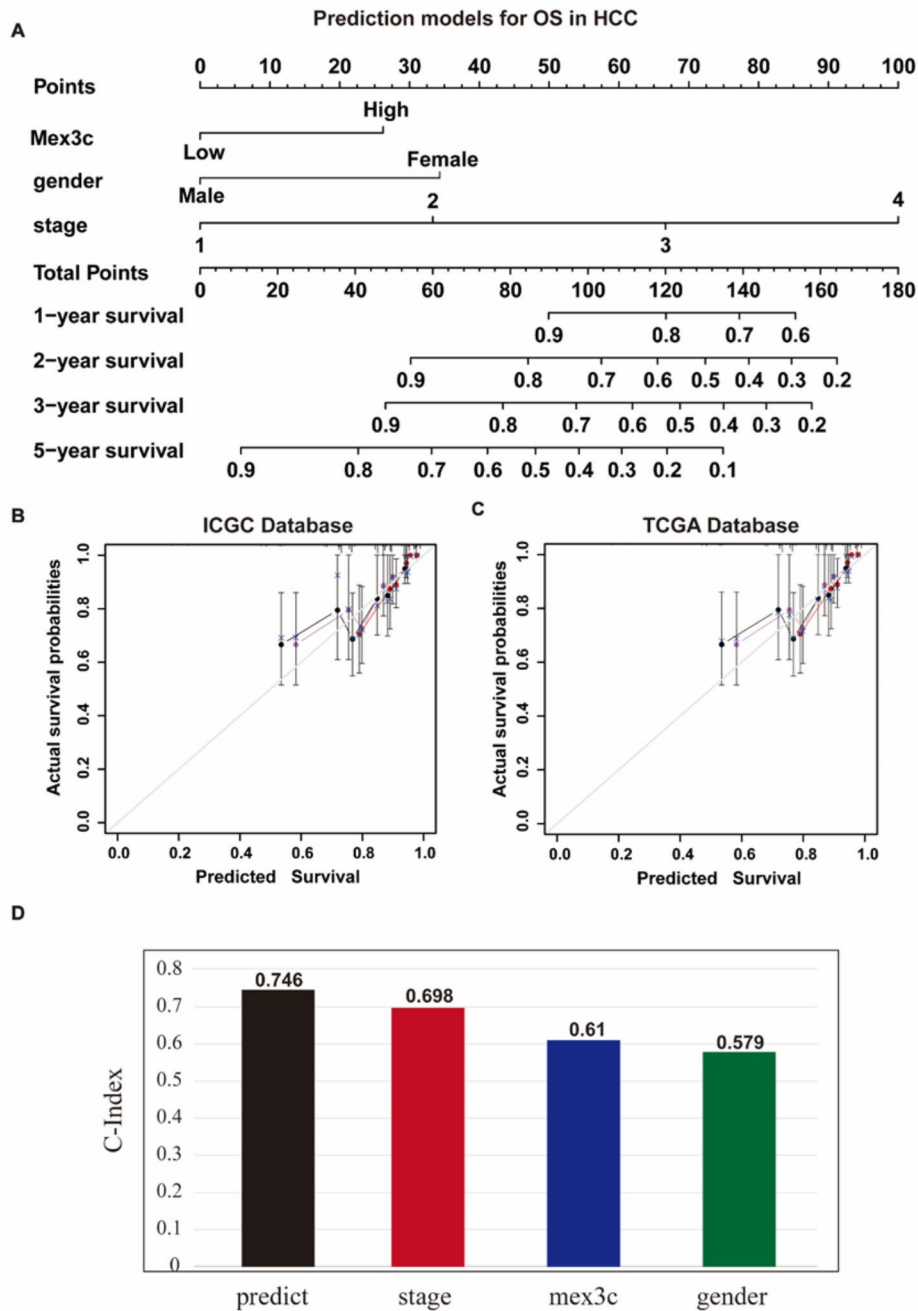 Prediction models for OS in HCC
A
Points 0 10 20 30 40 50 60 70 80 90 100
Mex3c Low High
gender Male Female
stage 1 2 3 4
Total Points
0 20 40 60 80 100 120 140 160 180
1−year survival
0.9 0.8 0.7 0.6
2−year survival
0.9 0.8 0.7 0.6 0.5 0.4 0.3 0.2
3−year survival
0.9 0.8 0.7 0.6 0.5 0.4 0.3 0.2
5−year survival
0.9 0.8 0.7 0.6 0.5 0.4 0.3 0.2 0.1
B
ICGC Database
Actual survival probabilities
1.0
0.8
0.6
0.4
0.2
0.0
0.0 0.2 0.4 0.6 0.8 1.0
Predicted Survival
C
TCGA Database
Actual survival probabilities
1.0
0.8
0.6
0.4
0.2
0.0
0.0 0.2 0.4 0.6 0.8 1.0
Predicted Survival
D
C-Index
0.8
0.7
0.6
0.5
0.4
0.3
0.2
0.1
0
0.746
0.698
0.61
0.579
predict stage mex3c gender